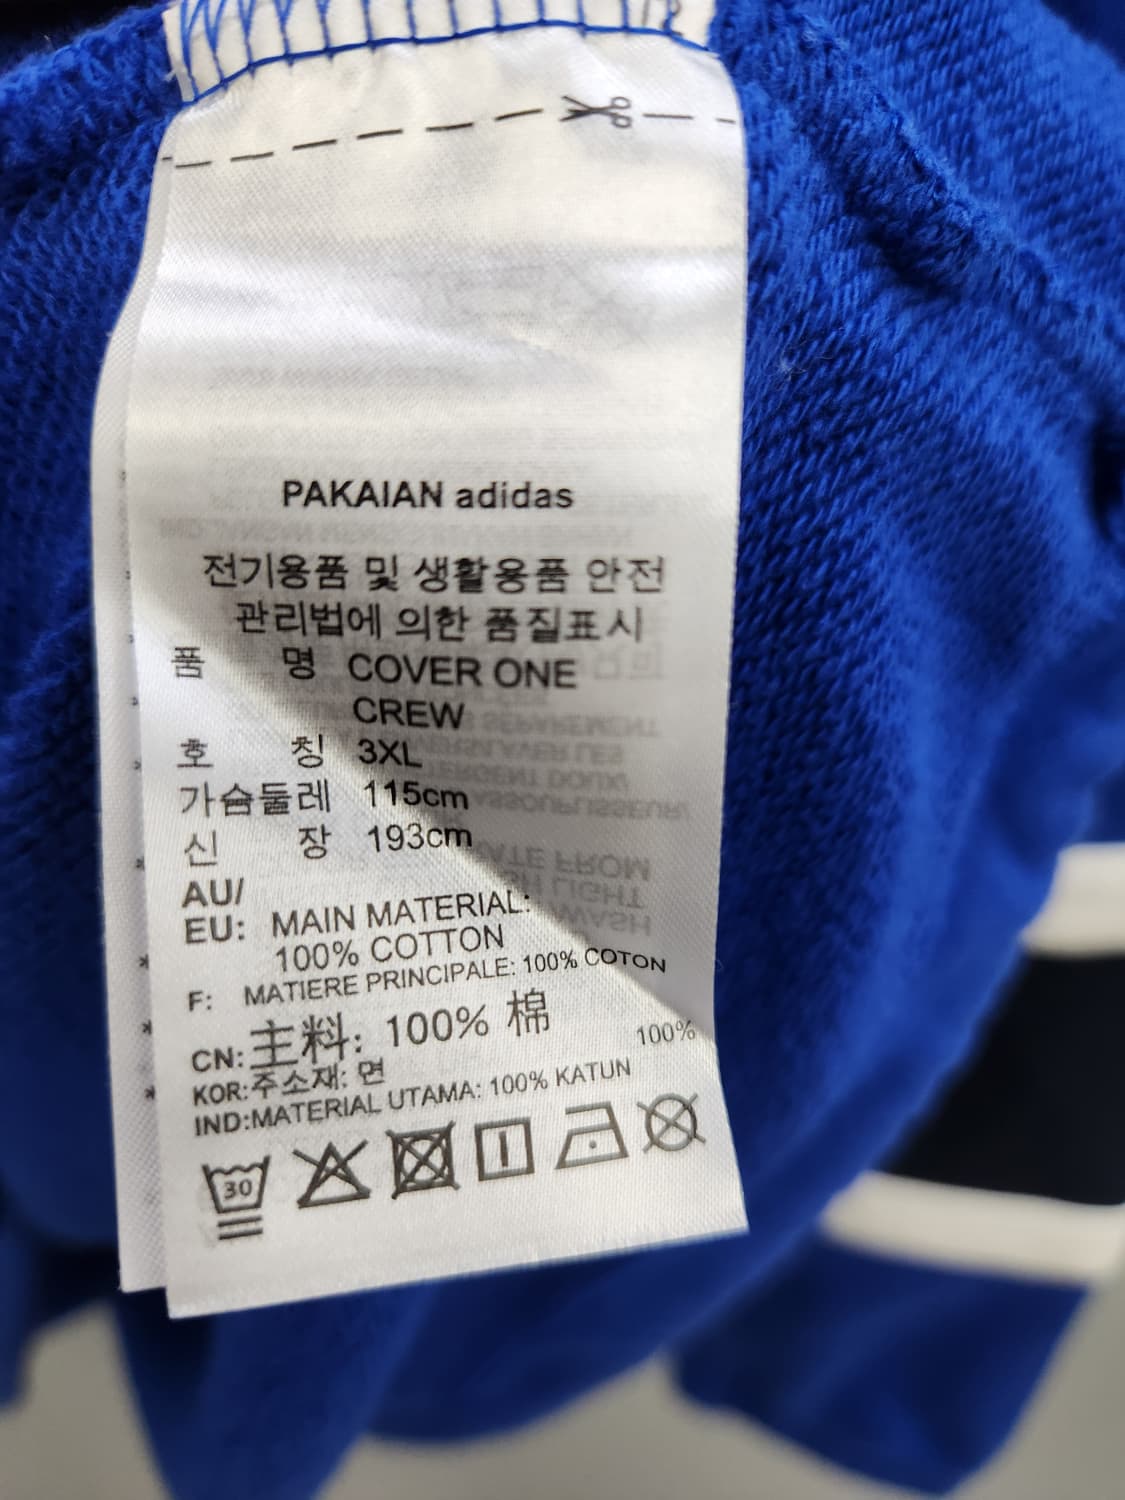 PAKAIAN adidas
전기용품 및 생활용품 안전
관리법에 의한 품질표시
품 명 COVER ONE
CREW
호 칭 3XL
가슴둘레 115cm
신 장 193cm
AU/
EU: MAIN MATERIAL:
100% COTTON
F: MATIERE PRINCIPALE: 100% COTON
CN: 主料: 100% 棉
KOR:주소재: 면 100%
IND:MATERIAL UTAMA: 100% KATUN
30